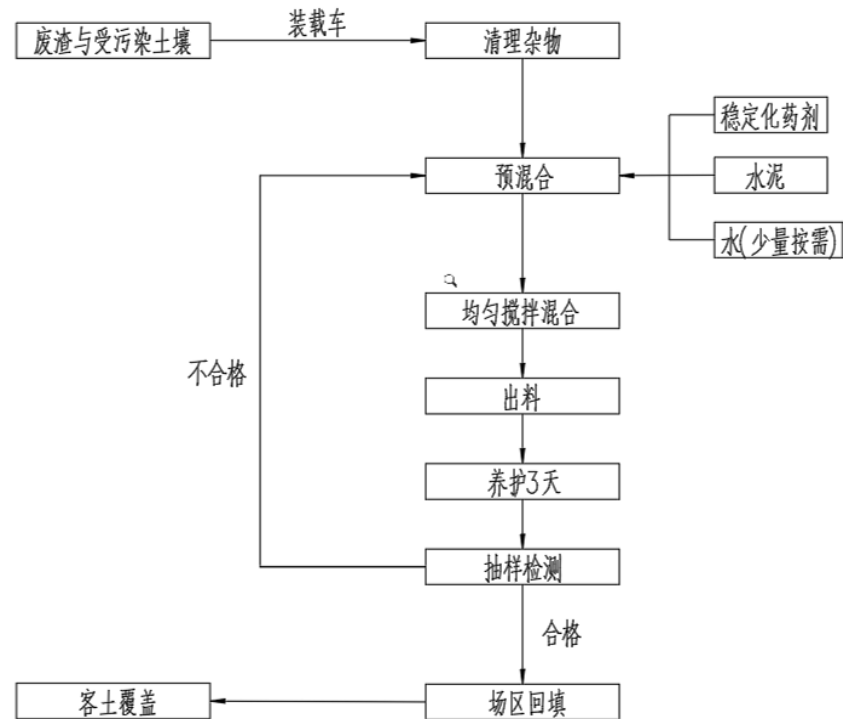 废渣与受污染土壤
装载车
清理杂物
稳定化药剂
预混合
水泥
水(少量按需)
均匀搅拌混合
不合格
出料
养护3天
抽样检测
合格
客土覆盖
场区回填